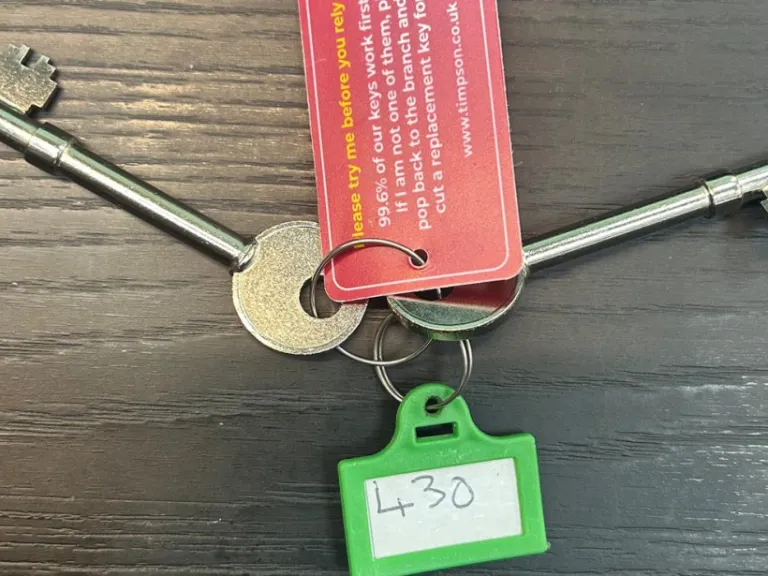 lease try me before you rely
99.6% of our keys work first
If I am not one of them, p
pop back to the branch and
cut a replacement key fo
www.timpson.co.uk
430